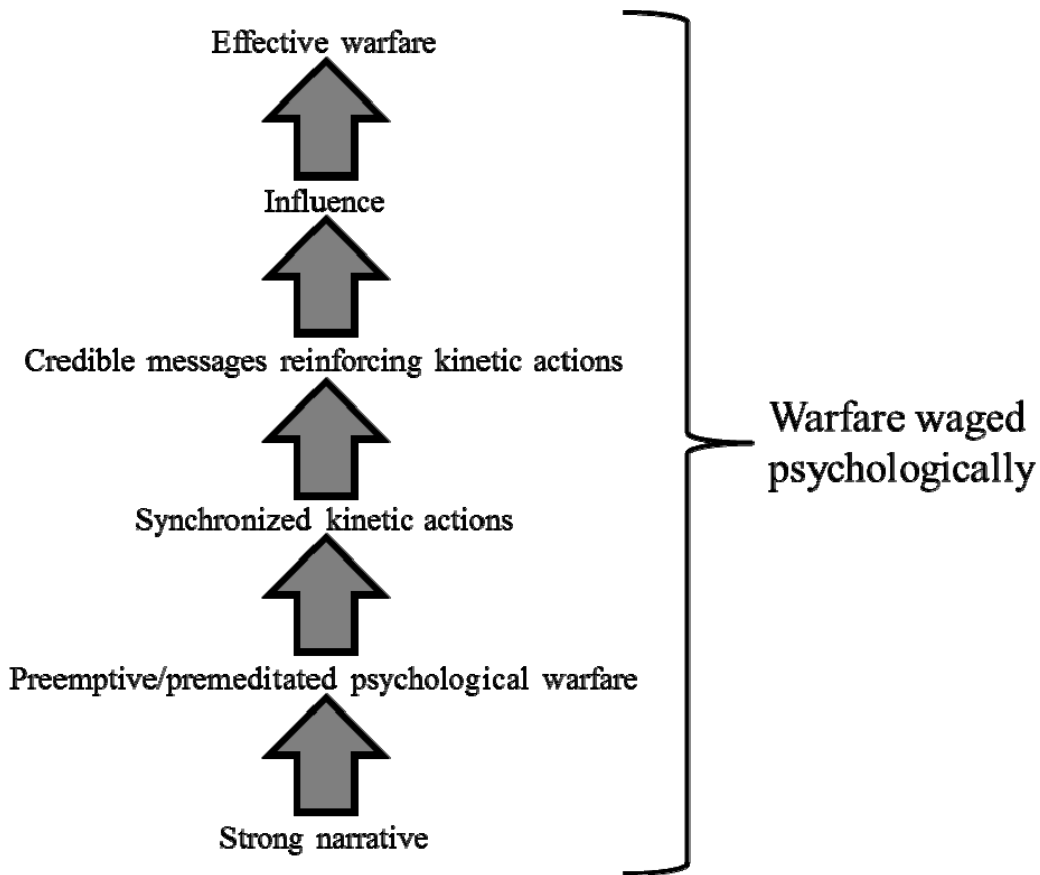 Effective warfare
Influence
Credible messages reinforcing kinetic actions
Synchronized kinetic actions
Preemptive/premeditated psychological warfare
Strong narrative
Warfare waged
psychologically